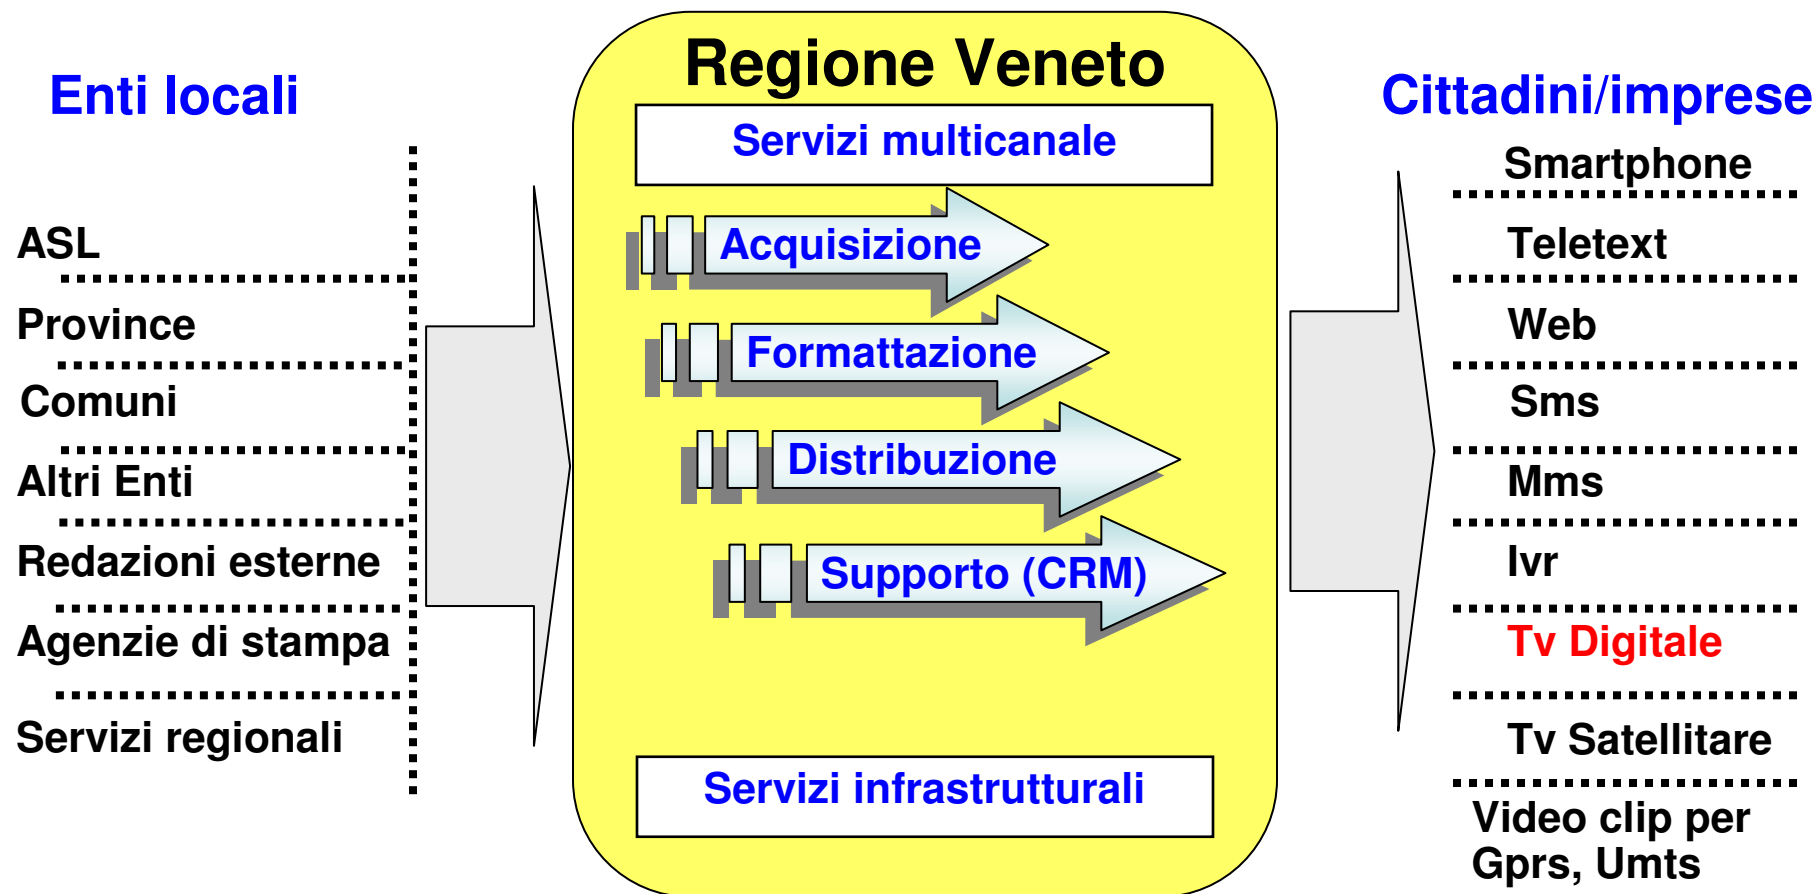 Enti locali
ASL
Province
Comuni
Altri Enti
Redazioni esterne
Agenzie di stampa
Servizi regionali
Regione Veneto
Servizi multicanale
Acquisizione
Formattazione
Distribuzione
Supporto (CRM)
Servizi infrastrutturali
Cittadini/imprese
Smartphone
Teletext
Web
Sms
Mms
Ivr
Tv Digitale
Tv Satellitare
Video clip per
Gprs, Umts